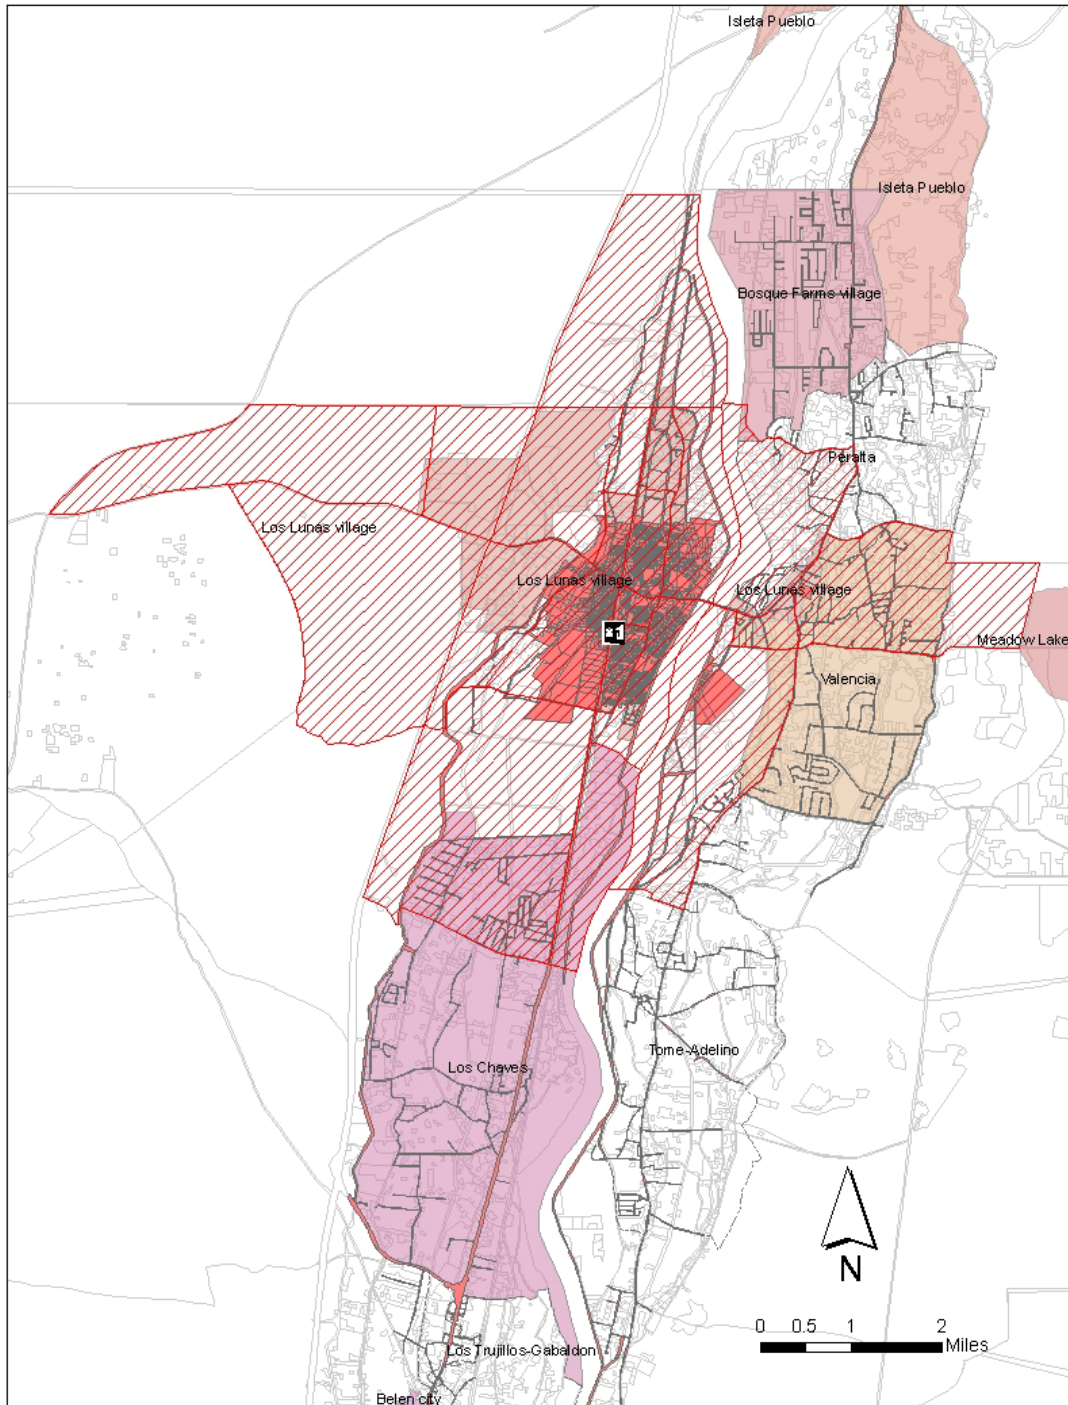 Isleta Pueblo
Isleta Pueblo
Bosque Farms village
Peralta
Los Lunas village
Los Lunas village
Los Lunas village
Meadow Lake
Valencia
Tome-Adelino
Los Chaves
N
0 0.5 1 2
Miles
Los Trujillos-Gabaldon
Belen city